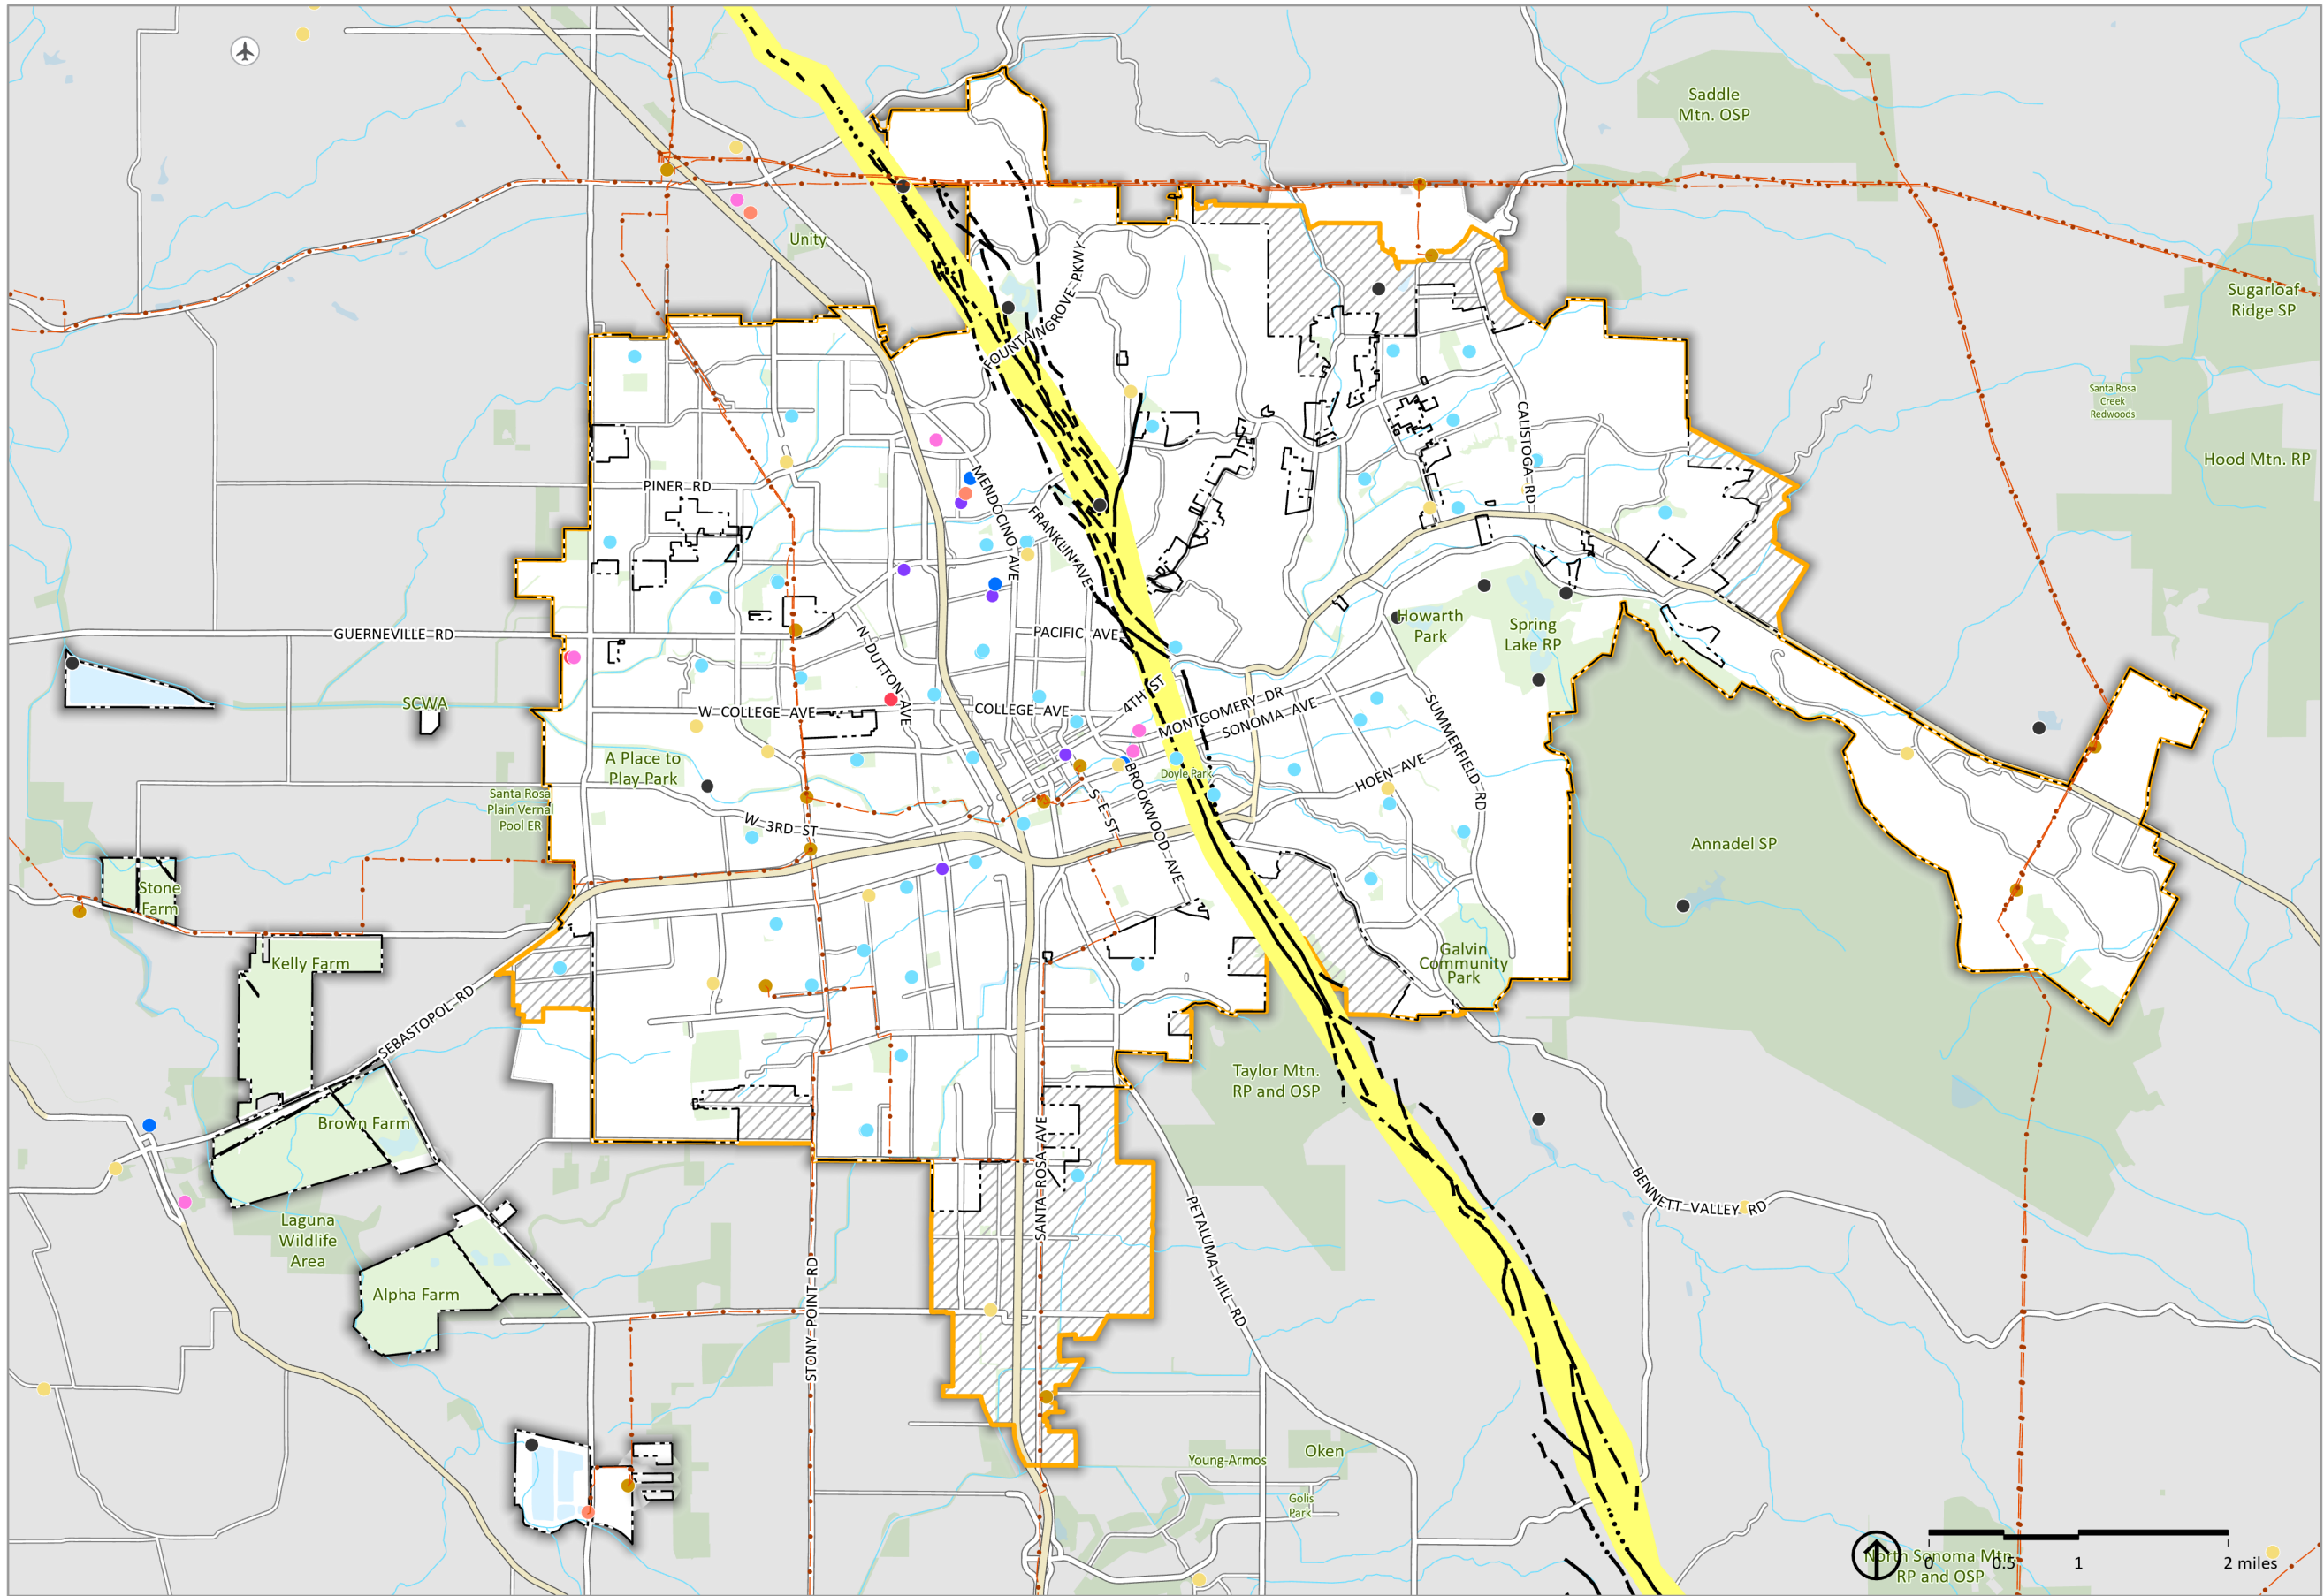 Saddle
Mtn. OSP
Unity
Sugarloaf
Ridge SP
FOUNTAINGROVE PKWY
Santa Rosa
Creek
Redwoods
Hood Mtn. RP
CALISTOGA RD
PINER RD
MENDOCINO AVE
FRANKLIN AVE
GUERNEVILLE RD
N DUTTON AVE
PACIFIC AVE
Howarth
Park
Spring
Lake RP
SCWA
W COLLEGE AVE
COLLEGE AVE
4TH ST
MONTGOMERY DR
SONOMA AVE
SUMMERFIELD RD
A Place to
Play Park
Doyle Park
HOEN AVE
Santa Rosa
Plain Vernal
Pool ER
W 3RD ST
S E ST
BROOKWOOD AVE
Annadel SP
Stone
Farm
Kelly Farm
Galvin
Community
Park
SEBASTOPOL RD
Taylor Mtn.
RP and OSP
Brown Farm
SANTA ROSA AVE
BENNETT VALLEY RD
PETALUMA HILL RD
Laguna
Wildlife
Area
STONY POINT RD
Alpha Farm
Young-Armos
Oken
Golis
Park
North Sonoma Mtn.
RP and OSP
0 0.5 1 2 miles